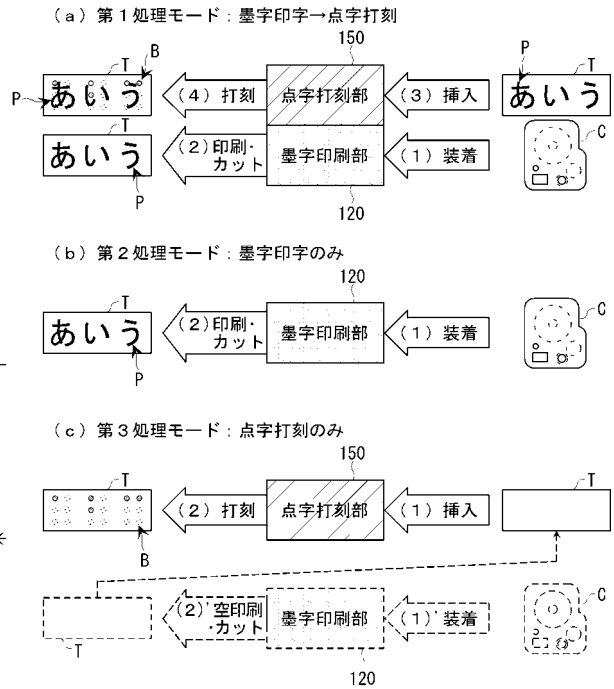 (a) 第1処理モード：墨字印字→点字打刻
150
T
B
P
T
P
あいう
(4) 打刻
点字打刻部
(3) 挿入
あいう
T
あいう
(2)印刷・
カット
墨字印刷部
(1) 装着
C
P
120
(b) 第2処理モード：墨字印字のみ
120
T
あいう
(2)印刷・
カット
墨字印刷部
(1) 装着
C
P
(c) 第3処理モード：点字打刻のみ
150
T
T
(2) 打刻
点字打刻部
(1) 挿入
B
(2)'空印刷
・カット
墨字印刷部
(1)'装着
C
T
120